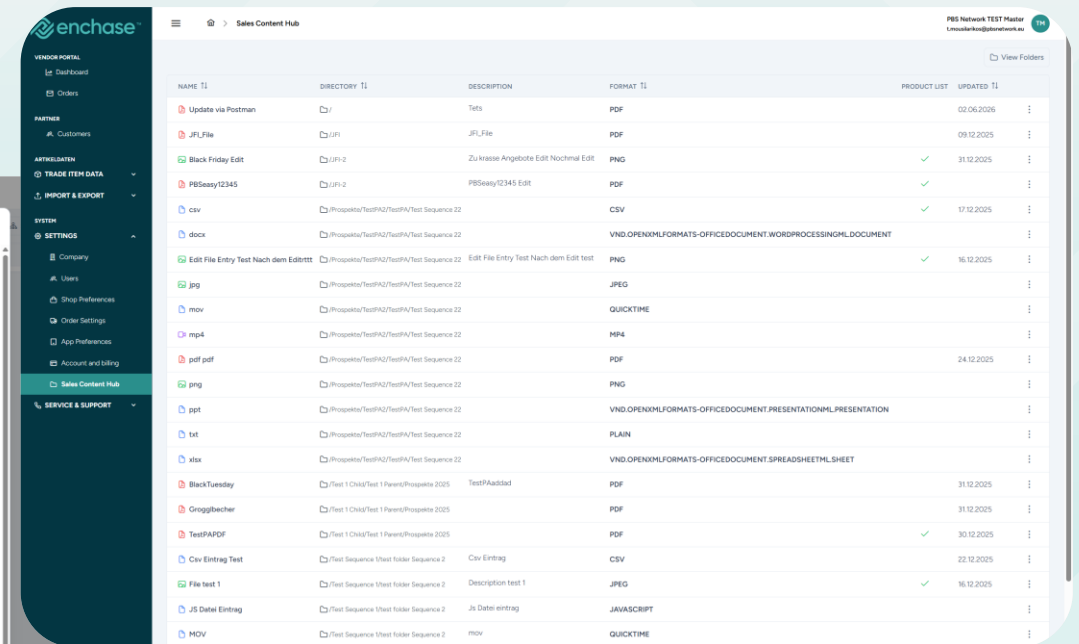 enchase™
Sales Content Hub
PBS Network TEST Master
t.mousliarikos@pbsnetwork.eu
TM
VENDOR PORTAL
Dashboard
Orders
PARTNER
Customers
ARTIKELDATEN
TRADE ITEM DATA
IMPORT & EXPORT
SYSTEM
SETTINGS
Company
Users
Shop Preferences
Order Settings
App Preferences
Account and billing
Sales Content Hub
SERVICE & SUPPORT
View Folders
NAME DIRECTORY DESCRIPTION FORMAT PRODUCT LIST UPDATED
Update via Postman / Tets PDF 02.06.2026
JFI_File /JFI JFI_File PDF 09.12.2025
Black Friday Edit /JFI-2 Zu krasse Angebote Edit Nochmal Edit PNG 31.12.2025
PBSeasy12345 /JFI-2 PBSeasy12345 Edit PDF
csv /Prospekte/TestPA2/TestPA/Test Sequence 22 CSV 17.12.2025
docx /Prospekte/TestPA2/TestPA/Test Sequence 22 VND.OPENXMLFORMATS-OFFICEDOCUMENT.WORDPROCESSINGML.DOCUMENT
Edit File Entry Test Nach dem Editrttt /Prospekte/TestPA2/TestPA/Test Sequence 22 Edit File Entry Test Nach dem Edit test PNG 16.12.2025
jpg /Prospekte/TestPA2/TestPA/Test Sequence 22 JPEG
mov /Prospekte/TestPA2/TestPA/Test Sequence 22 QUICKTIME
mp4 /Prospekte/TestPA2/TestPA/Test Sequence 22 MP4
pdf pdf /Prospekte/TestPA2/TestPA/Test Sequence 22 PDF 24.12.2025
png /Prospekte/TestPA2/TestPA/Test Sequence 22 PNG
ppt /Prospekte/TestPA2/TestPA/Test Sequence 22 VND.OPENXMLFORMATS-OFFICEDOCUMENT.PRESENTATIONML.PRESENTATION
txt /Prospekte/TestPA2/TestPA/Test Sequence 22 PLAIN
xlsx /Prospekte/TestPA2/TestPA/Test Sequence 22 VND.OPENXMLFORMATS-OFFICEDOCUMENT.SPREADSHEETML.SHEET
BlackTuesday /Test 1 Child/Test 1 Parent/Prospekte 2025 TestPAaddad PDF 31.12.2025
Grogglbecher /Test 1 Child/Test 1 Parent/Prospekte 2025 PDF 31.12.2025
TestPAPDF /Test 1 Child/Test 1 Parent/Prospekte 2025 PDF 30.12.2025
Csv Eintrag Test /Test Sequence 1/test folder Sequence 2 Csv Eintrag CSV 22.12.2025
File test 1 /Test Sequence 1/test folder Sequence 2 Description test 1 JPEG 16.12.2025
JS Datei Eintrag /Test Sequence 1/test folder Sequence 2 Js Datei eintrag JAVASCRIPT
MOV /Test Sequence 1/test folder Sequence 2 mov QUICKTIME